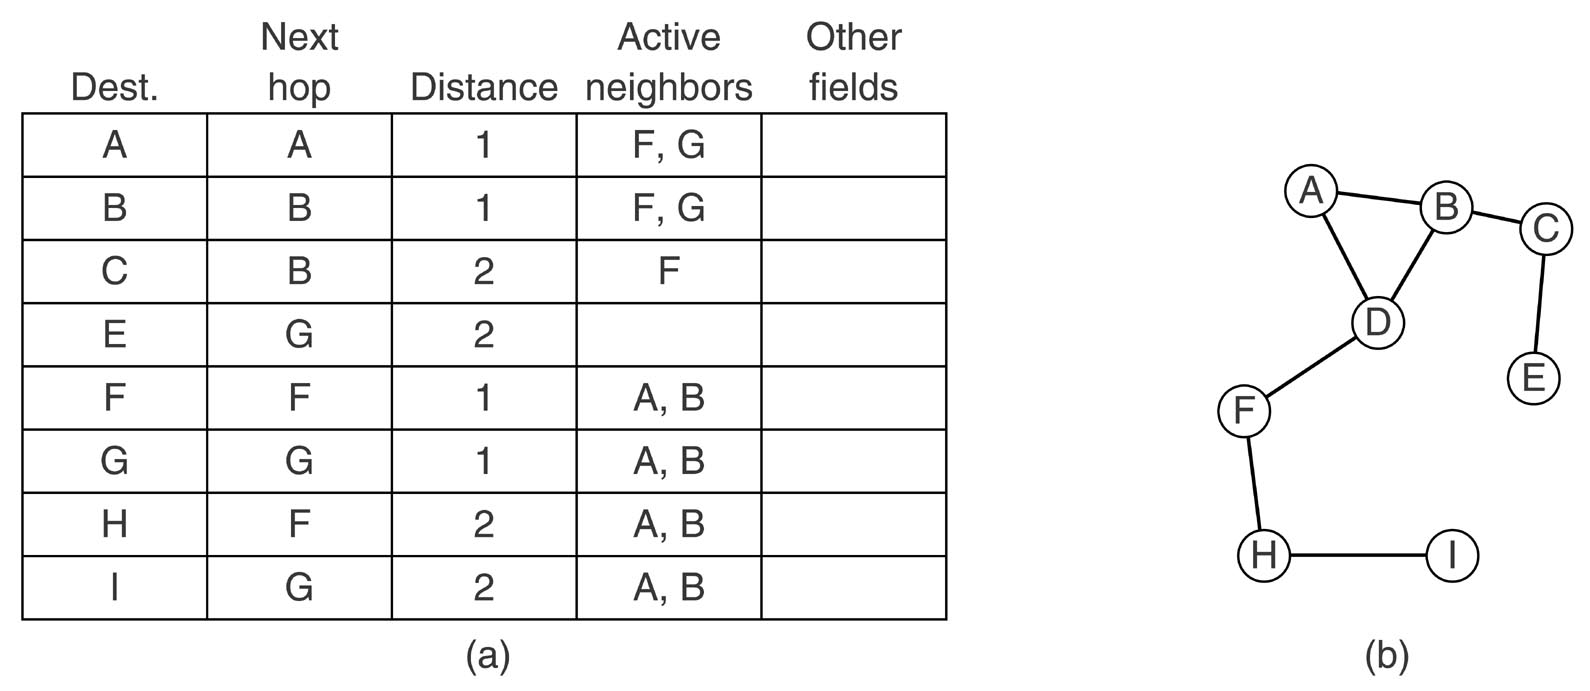 Next Active Other
Dest. hop Distance neighbors fields
A A 1 F, G
B B 1 F, G
C B 2 F
E G 2
F F 1 A, B
G G 1 A, B
H F 2 A, B
I G 2 A, B
(a)
A
B
C
D
E
F
H
I
(b)